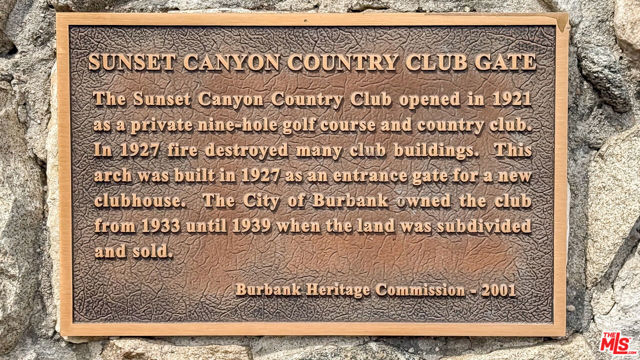 SUNSET CANYON COUNTRY CLUB GATE
The Sunset Canyon Country Club opened in 1921
as a private nine-hole golf course and country club.
In 1927 fire destroyed many club buildings. This
arch was built in 1927 as an entrance gate for a new
clubhouse. The City of Burbank owned the club
from 1933 until 1939 when the land was subdivided
and sold.
Burbank Heritage Commission - 2001
THE
MLS